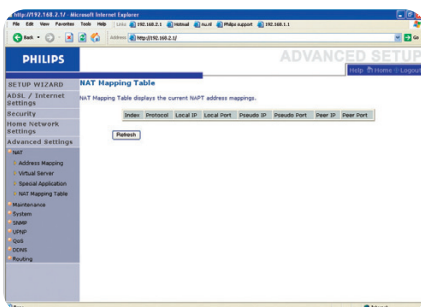 http://192.168.2.1/ - Microsoft Internet Explorer
File Edit View Favorites Tools Help Links 192.168.2.1 Hotmail nu.nl Philips support 192.168.1.1
Back
Address http://192.168.2.1/ Go
PHILIPS
ADVANCED SETUP
Help Home Logout
SETUP WIZARD
ADSL / Internet Settings
Security
Home Network Settings
Advanced Settings
NAT
Address Mapping
Virtual Server
Special Application
NAT Mapping Table
Maintenance
System
SNMP
UPNP
QoS
DDNS
Routing
NAT Mapping Table
NAT Mapping Table displays the current NAPT address mappings.
Index Protocol Local IP Local Port Pseudo IP Pseudo Port Peer IP Peer Port
Refresh